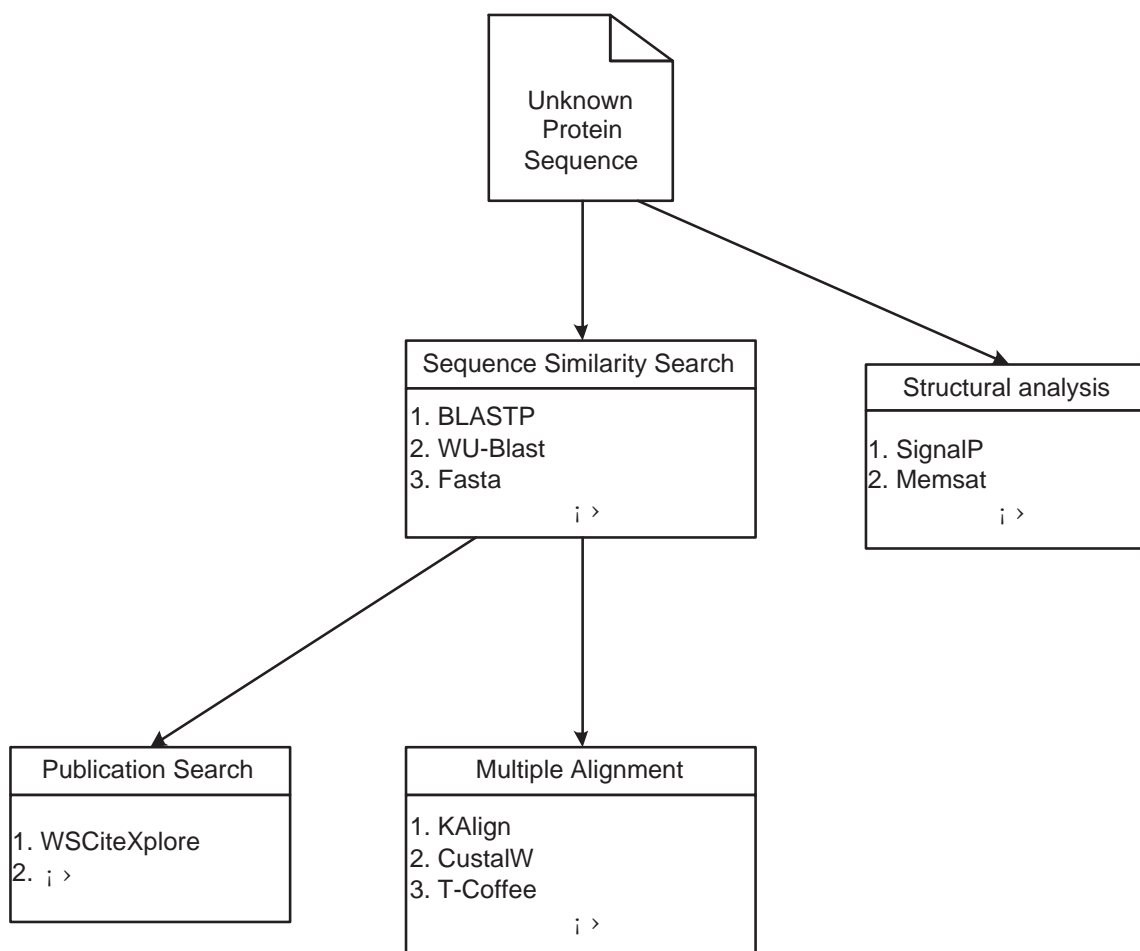 Unknown
Protein
Sequence
Sequence Similarity Search
1. BLASTP
2. WU-Blast
3. Fasta
¡ ›
Structural analysis
1. SignalP
2. Memsat
¡ ›
Publication Search
1. WSCiteXplore
2. ¡ ›
Multiple Alignment
1. KAlign
2. CustalW
3. T-Coffee
¡ ›